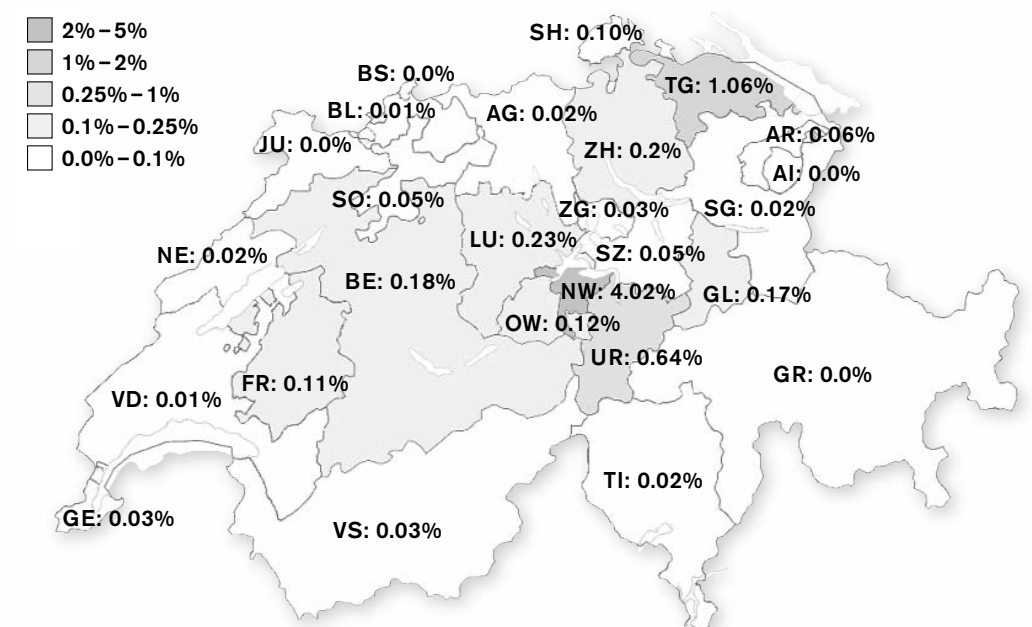 2%–5%
1%–2%
0.25%–1%
0.1%–0.25%
0.0%–0.1%
SH: 0.10%
BS: 0.0%
TG: 1.06%
BL: 0.01%
AG: 0.02%
AR: 0.06%
JU: 0.0%
ZH: 0.2%
AI: 0.0%
SO: 0.05%
ZG: 0.03%
SG: 0.02%
LU: 0.23%
NE: 0.02%
SZ: 0.05%
BE: 0.18%
NW: 4.02%
GL: 0.17%
OW: 0.12%
UR: 0.64%
GR: 0.0%
FR: 0.11%
VD: 0.01%
TI: 0.02%
GE: 0.03%
VS: 0.03%